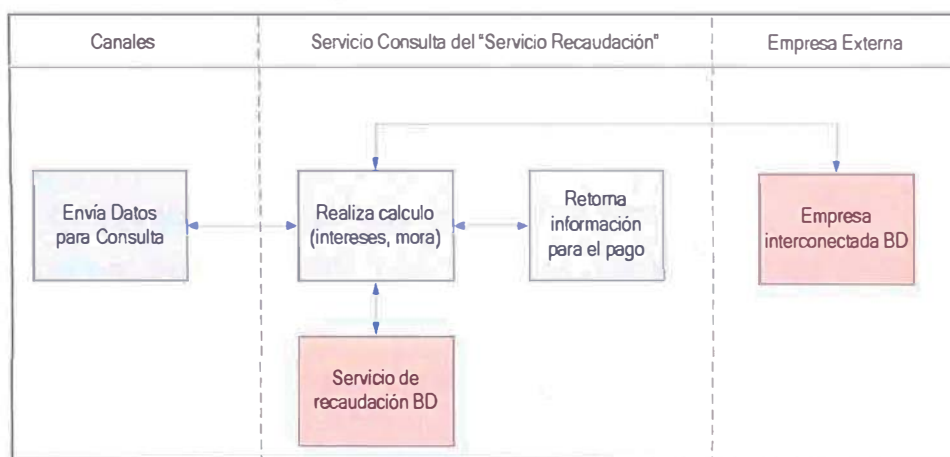 Canales
Servicio Consulta del "Servicio Recaudación"
Empresa Externa
Envía Datos
para Consulta
Realiza calculo
(intereses, mora)
Retorna
información
para el pago
Empresa
interconectada BD
Servicio de
recaudación BD